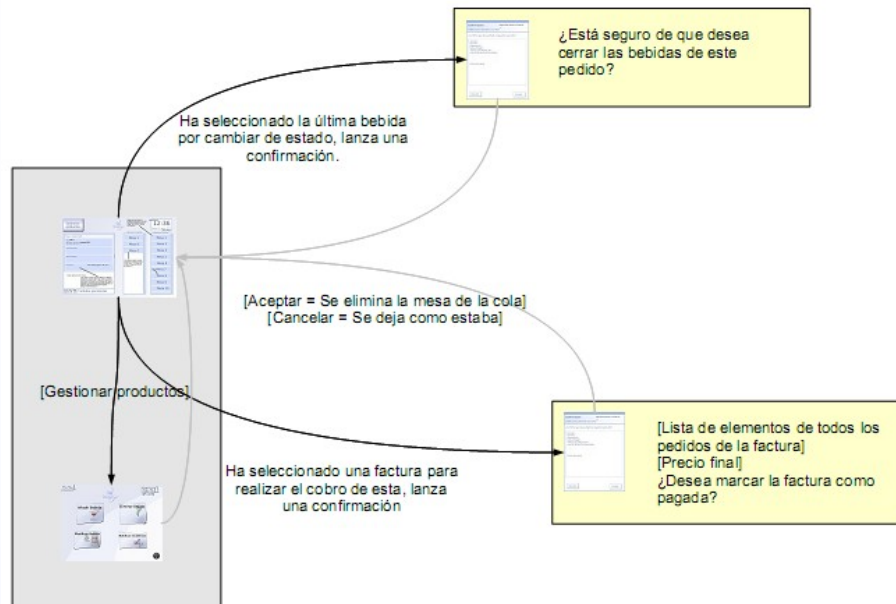 ¿Está seguro de que desea
cerrar las bebidas de este
pedido?
Ha seleccionado la última bebida
por cambiar de estado, lanza una
confirmación.
[Aceptar = Se elimina la mesa de la cola]
[Cancelar = Se deja como estaba]
[Gestionar productos]
[Lista de elementos de todos los
pedidos de la factura]
[Precio final]
¿Desea marcar la factura como
pagada?
Ha seleccionado una factura para
realizar el cobro de esta, lanza
una confirmación